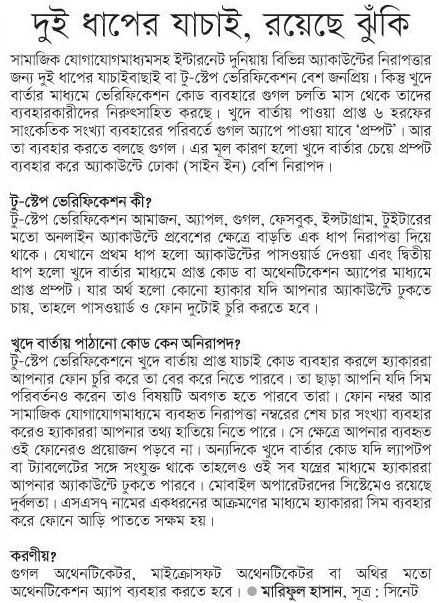 দুই ধাপের যাচাই, রয়েছে ঝুঁকি
সামাজিক যোগাযোগমাধ্যমসহ ইন্টারনেট দুনিয়ায় বিভিন্ন অ্যাকাউন্টের নিরাপত্তার
জন্য দুই ধাপের যাচাইবাছাই বা টু-স্টেপ ভেরিফিকেশন বেশ জনপ্রিয়। কিন্তু খুদে
বার্তার মাধ্যমে ভেরিফিকেশন কোড ব্যবহারে গুগল চলতি মাস থেকে তাদের
ব্যবহারকারীদের নিরুৎসাহিত করছে। খুদে বার্তায় পাওয়া প্রাপ্ত ৬ হরফের
সাংকেতিক সংখ্যা ব্যবহারের পরিবর্তে গুগল অ্যাপে পাওয়া যাবে ‘প্রম্পট’। আর
তা ব্যবহার করতে বলছে গুগল। এর মূল কারণ হলো খুদে বার্তার চেয়ে প্রম্পট
ব্যবহার করে অ্যাকাউন্টে ঢোকা (সাইন ইন) বেশি নিরাপদ।
টু-স্টেপ ভেরিফিকেশন কী?
টু-স্টেপ ভেরিফিকেশন আমাজন, অ্যাপল, গুগল, ফেসবুক, ইন্সটাগ্রাম, টুইটারের
মতো অনলাইন অ্যাকাউন্টে প্রবেশের ক্ষেত্রে বাড়তি এক ধাপ নিরাপত্তা দিয়ে
থাকে। যেখানে প্রথম ধাপ হলো অ্যাকাউন্টের পাসওয়ার্ড দেওয়া এবং দ্বিতীয়
ধাপ হলো খুদে বার্তার মাধ্যমে প্রাপ্ত কোড বা অথেনটিকেশন অ্যাপের মাধ্যমে
প্রাপ্ত প্রম্পট। যার অর্থ হলো কোনো হ্যাকার যদি আপনার অ্যাকাউন্টে ঢুকতে
চায়, তাহলে পাসওয়ার্ড ও ফোন দুটোই চুরি করতে হবে।
খুদে বার্তায় পাঠানো কোড কেন অনিরাপদ?
টু-স্টেপ ভেরিফিকেশনে খুদে বার্তায় প্রাপ্ত যাচাই কোড ব্যবহার করলে হ্যাকাররা
আপনার ফোন চুরি করে তা বের করে নিতে পারবে। তা ছাড়া আপনি যদি সিম
পরিবর্তনও করেন তাও বিষয়টি অবগত হতে পারবে তারা। ফোন নম্বর আর
সামাজিক যোগাযোগমাধ্যমে ব্যবহৃত নিরাপত্তা নম্বরের শেষ চার সংখ্যা ব্যবহার
করেও হ্যাকাররা আপনার তথ্য হাতিয়ে নিতে পারে। সে ক্ষেত্রে আপনার ব্যবহৃত
ওই ফোনেরও প্রয়োজন পড়বে না। অন্যদিকে খুদে বার্তার কোড যদি ল্যাপটপ
বা ট্যাবলেটের সঙ্গে সংযুক্ত থাকে তাহলেও ওই সব যন্ত্রের মাধ্যমে হ্যাকাররা
আপনার অ্যাকাউন্টে ঢুকতে পারবে। মোবাইল অপারেটরদের সিস্টেমেও রয়েছে
দুর্বলতা। এসএস৭ নামের একধরনের আক্রমণের মাধ্যমে হ্যাকাররা সিম ব্যবহার
করে ফোনে আড়ি পাততে সক্ষম হয়।
করণীয়?
গুগল অথেনটিকেটর, মাইক্রোসফট অথেনটিকেটর বা অথির মতো
অথেনটিকেশন অ্যাপ ব্যবহার করতে হবে। ● মারিফুল হাসান, সূত্র : সিনেট